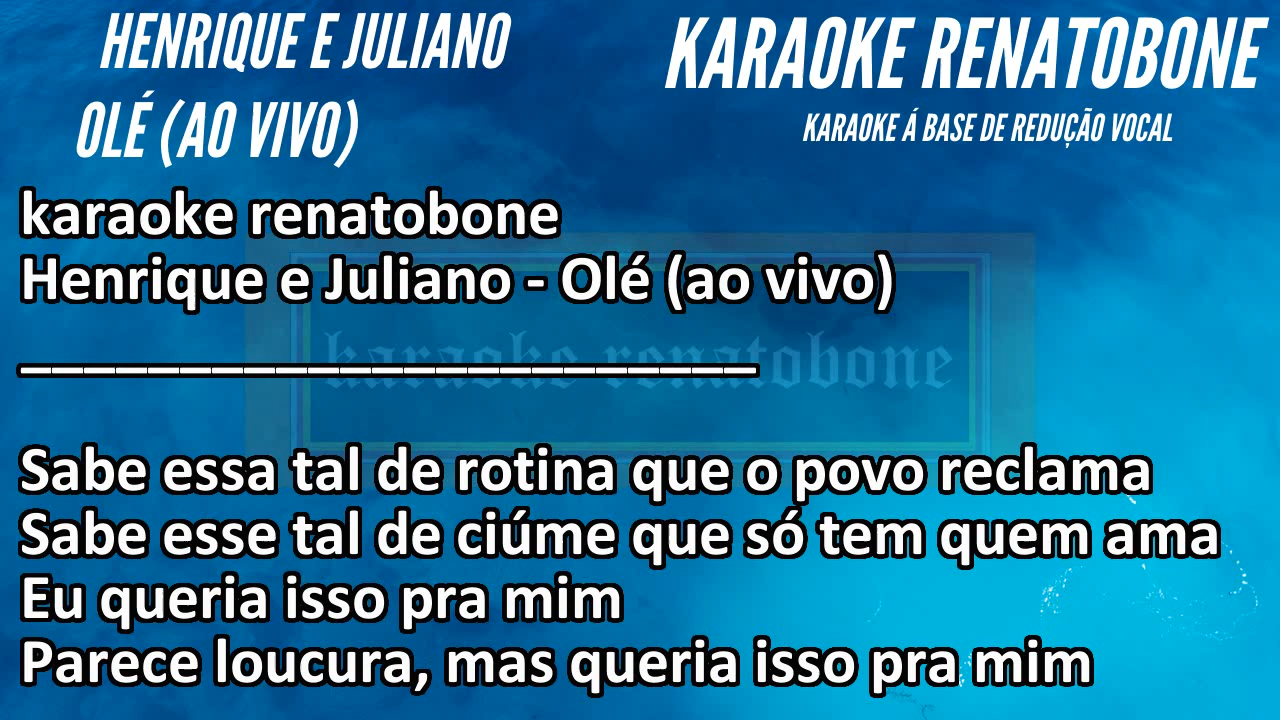 HENRIQUE E JULIANO
OLÉ (AO VIVO)
KARAOKE RENATOBONE
KARAOKE Á BASE DE REDUÇÃO VOCAL
karaoke renatobone
Henrique e Juliano - Olé (ao vivo)
_______________________
karaoke renatobone
Sabe essa tal de rotina que o povo reclama
Sabe esse tal de ciúme que só tem quem ama
Eu queria isso pra mim
Parece loucura, mas queria isso pra mim